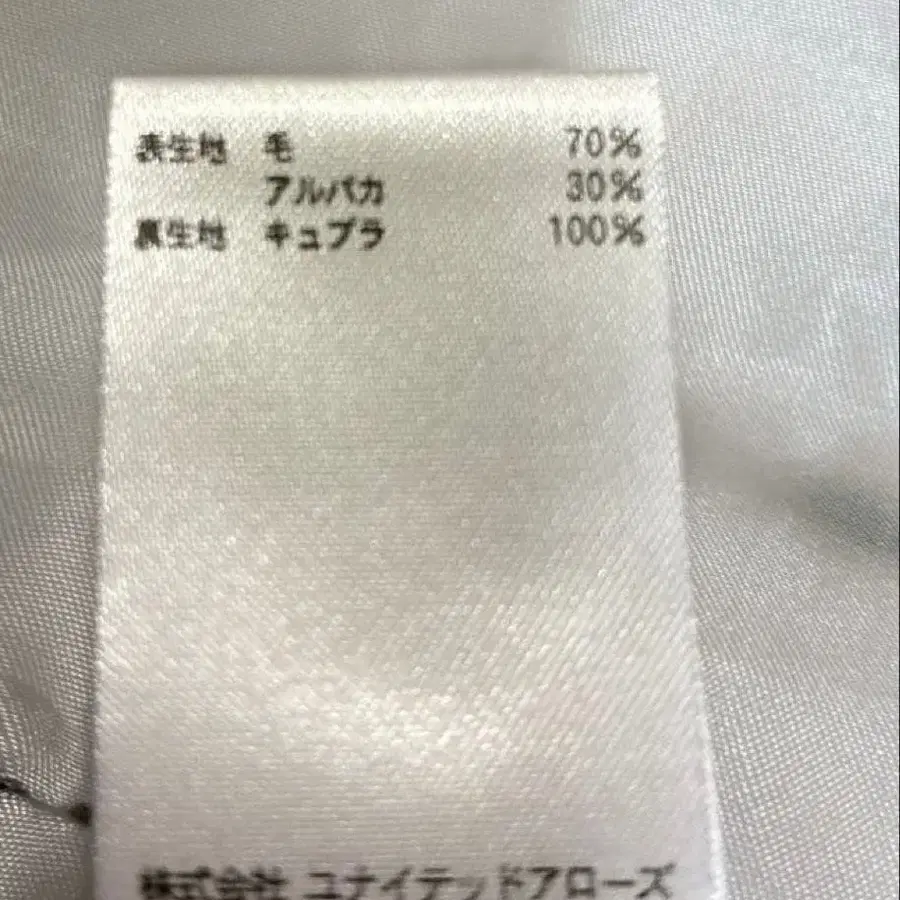 表生地 毛 70%
アルパカ 30%
裏生地 キュプラ 100%
株式会社 ユナイテッドアローズ